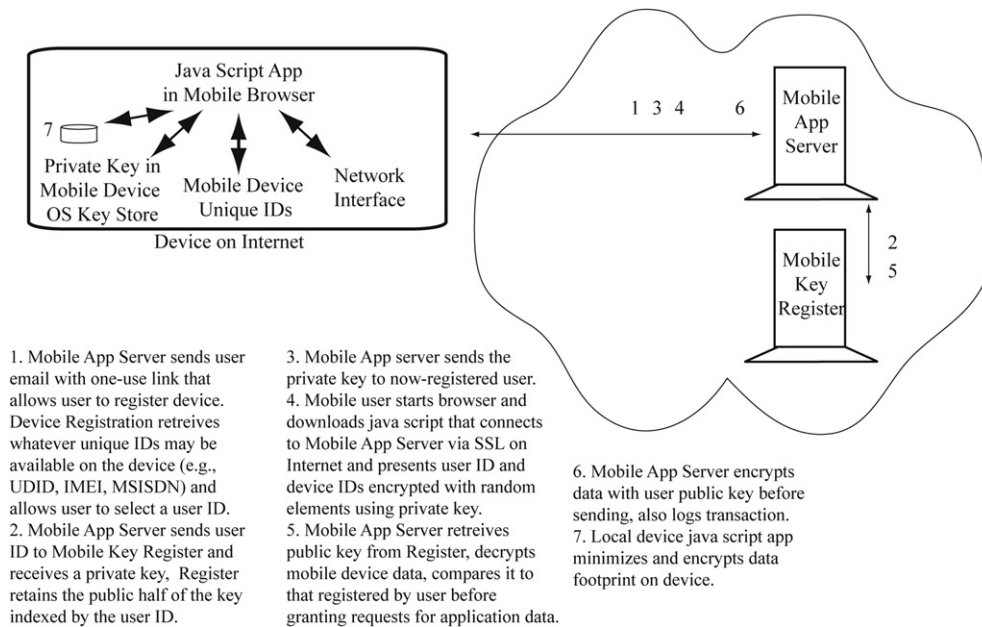 Java Script App
in Mobile Browser
7
Private Key in
Mobile Device
OS Key Store
Mobile Device
Unique IDs
Network
Interface
Device on Internet
1 3 4 6
Mobile
App
Server
2
5
Mobile
Key
Register
1. Mobile App Server sends user
email with one-use link that
allows user to register device.
Device Registration retreives
whatever unique IDs may be
available on the device (e.g.,
UDID, IMEI, MSISDN) and
allows user to select a user ID.
2. Mobile App Server sends user
ID to Mobile Key Register and
receives a private key, Register
retains the public half of the key
indexed by the user ID.
3. Mobile App server sends the
private key to now-registered user.
4. Mobile user starts browser and
downloads java script that connects
to Mobile App Server via SSL on
Internet and presents user ID and
device IDs encrypted with random
elements using private key.
5. Mobile App Server retreives
public key from Register, decrypts
mobile device data, compares it to
that registered by user before
granting requests for application data.
6. Mobile App Server encrypts
data with user public key before
sending, also logs transaction.
7. Local device java script app
minimizes and encrypts data
footprint on device.